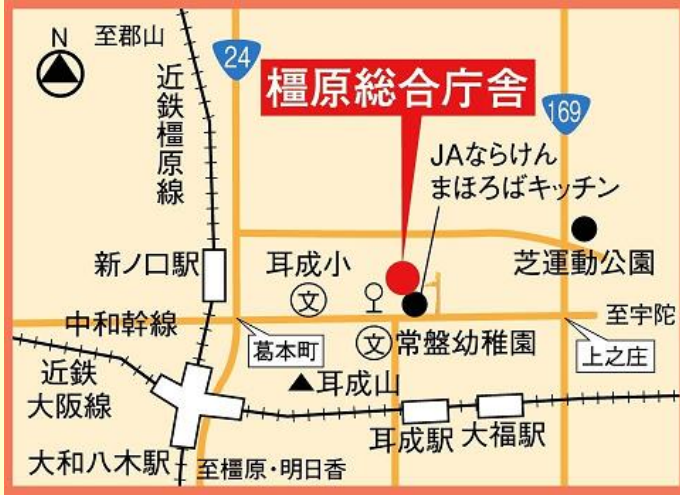 N
至郡山
24
近鉄橿原線
橿原総合庁舎
169
JAならけん
まほろばキッチン
新ノ口駅
耳成小
文
芝運動公園
中和幹線
至宇陀
葛本町
文
常盤幼稚園
上之庄
近鉄
大阪線
耳成山
耳成駅
大福駅
大和八木駅
至橿原・明日香